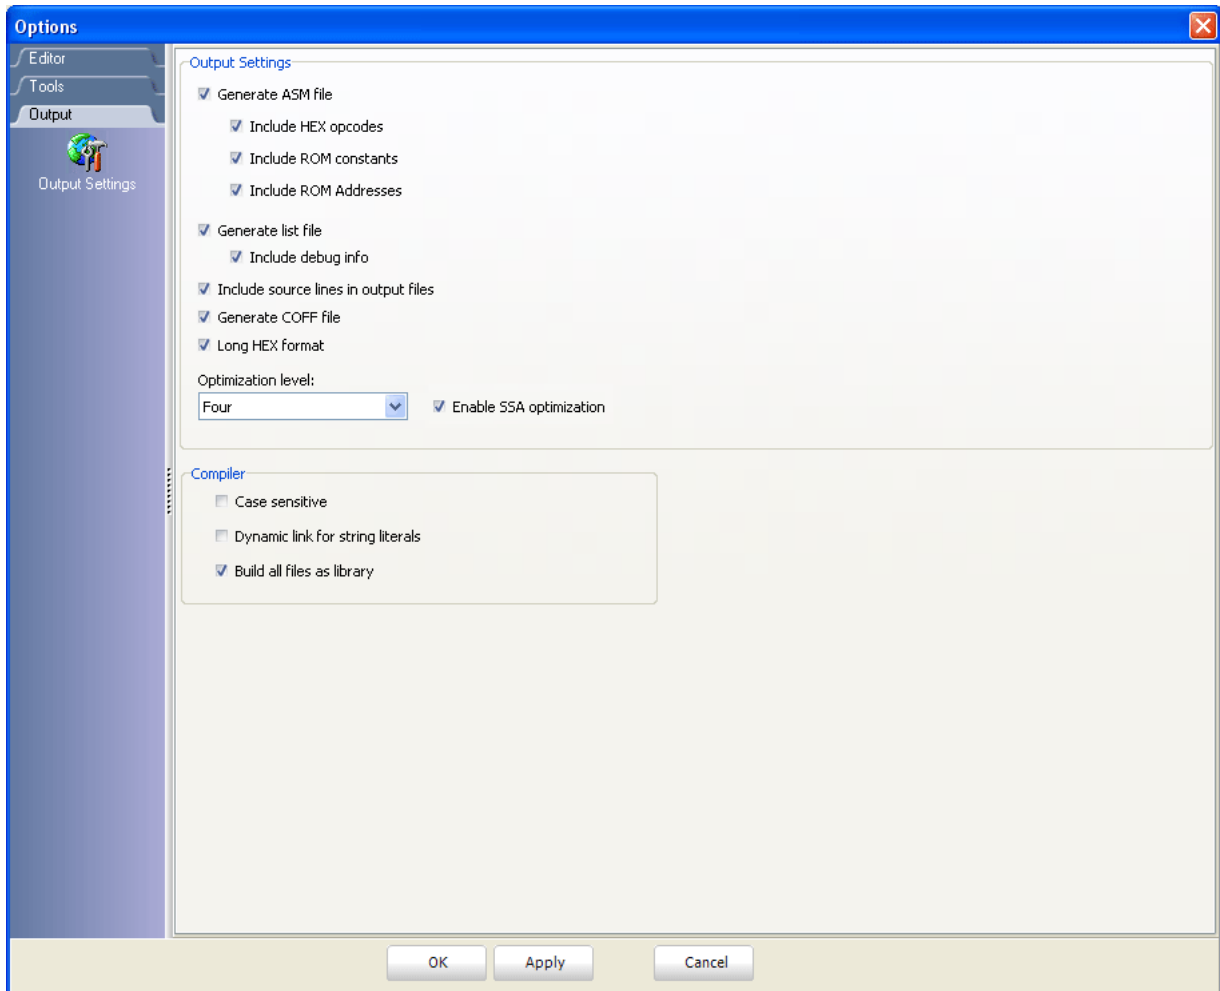 Options
Editor
Tools
Output
Output Settings
Output Settings
Generate ASM file
Include HEX opcodes
Include ROM constants
Include ROM Addresses
Generate list file
Include debug info
Include source lines in output files
Generate COFF file
Long HEX format
Optimization level:
Four
Enable SSA optimization
Compiler
Case sensitive
Dynamic link for string literals
Build all files as library
OK
Apply
Cancel